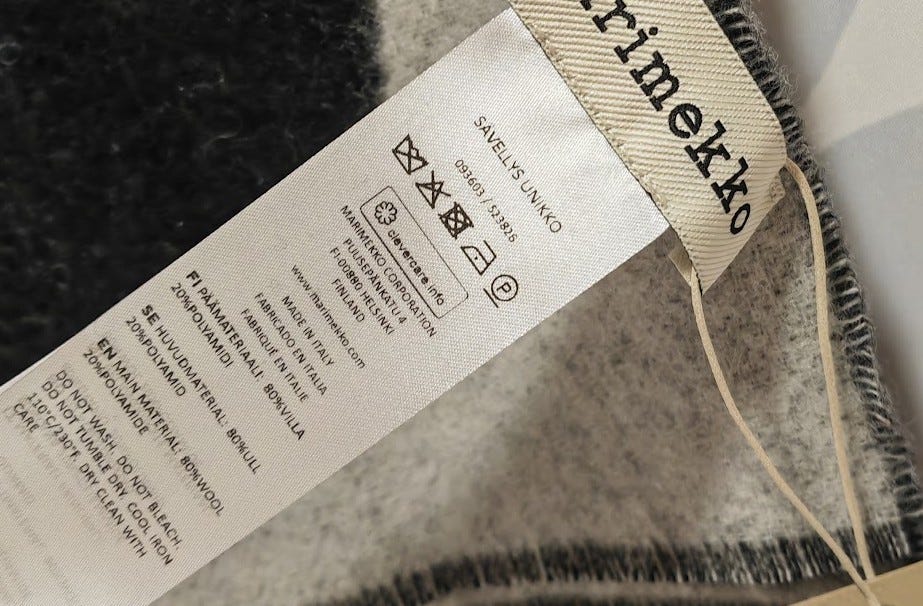 marimekko
SAVELLYS UNIKKO
093603 / 523826
P
clevercare.info
MARIMEKKO CORPORATION
PUUSEPÄNKATU 4
FI-00880 HELSINKI
FINLAND
www.marimekko.com
MADE IN ITALY
FABRICADO EN ITALIA
FABRIQUÉ EN ITALIE
FI PÄÄMATERIAALI: 80%VILLA
20%POLYAMIDI
SE HUVUDMATERIAL: 80%ULL
20%POLYAMID
EN MAIN MATERIAL: 80%WOOL
20%POLYAMIDE
DO NOT WASH. DO NOT BLEACH.
DO NOT TUMBLE DRY. COOL IRON
110°C/230°F. DRY CLEAN WITH
CARE